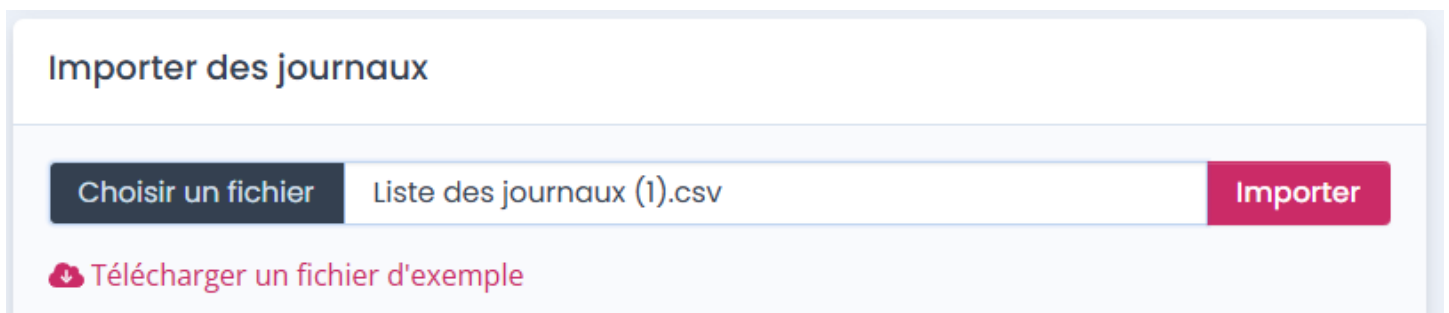 Importer des journaux
Choisir un fichier Liste des journaux (1).csv Importer
Télécharger un fichier d'exemple